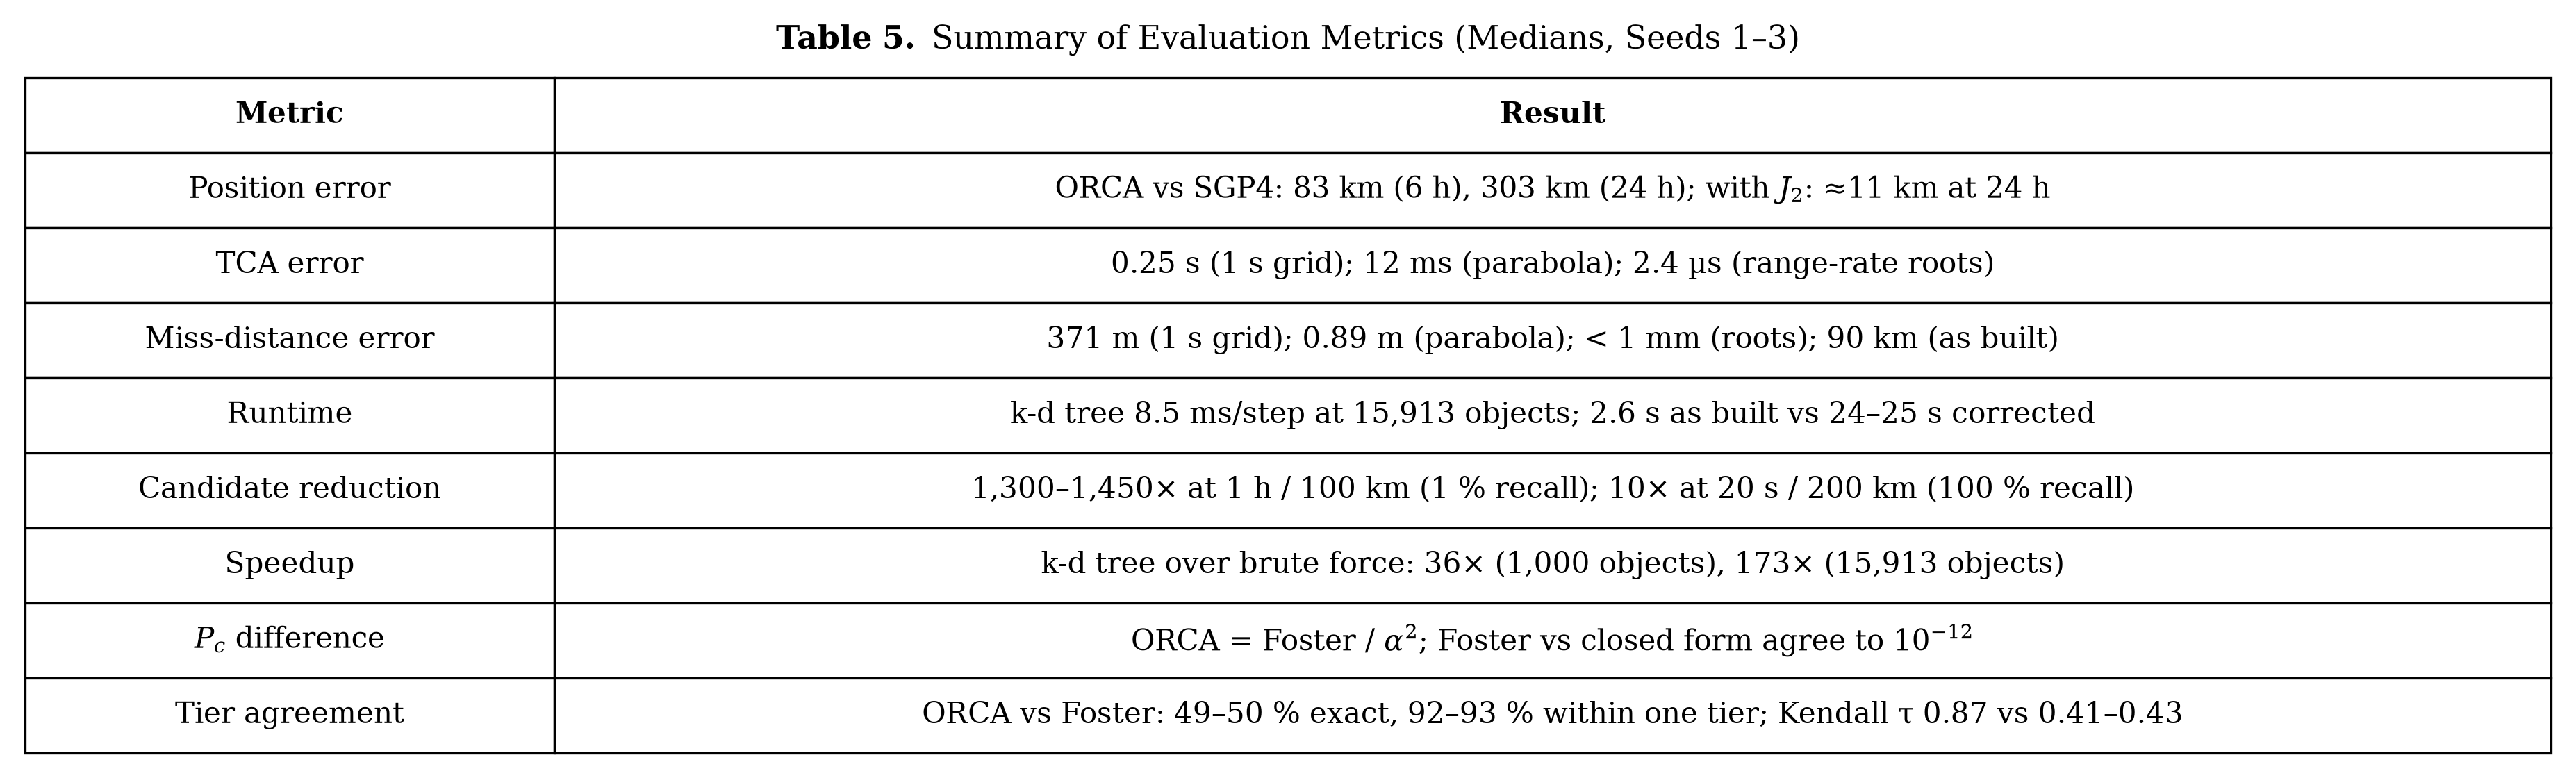 Table 5. Summary of Evaluation Metrics (Medians, Seeds 1–3)
Metric Result
Position error ORCA vs SGP4: 83 km (6 h), 303 km (24 h); with J₂: ≈11 km at 24 h
TCA error 0.25 s (1 s grid); 12 ms (parabola); 2.4 µs (range-rate roots)
Miss-distance error 371 m (1 s grid); 0.89 m (parabola); < 1 mm (roots); 90 km (as built)
Runtime k-d tree 8.5 ms/step at 15,913 objects; 2.6 s as built vs 24–25 s corrected
Candidate reduction 1,300–1,450× at 1 h / 100 km (1 % recall); 10× at 20 s / 200 km (100 % recall)
Speedup k-d tree over brute force: 36× (1,000 objects), 173× (15,913 objects)
P_c difference ORCA = Foster / α²; Foster vs closed form agree to 10⁻¹²
Tier agreement ORCA vs Foster: 49–50 % exact, 92–93 % within one tier; Kendall τ 0.87 vs 0.41–0.43